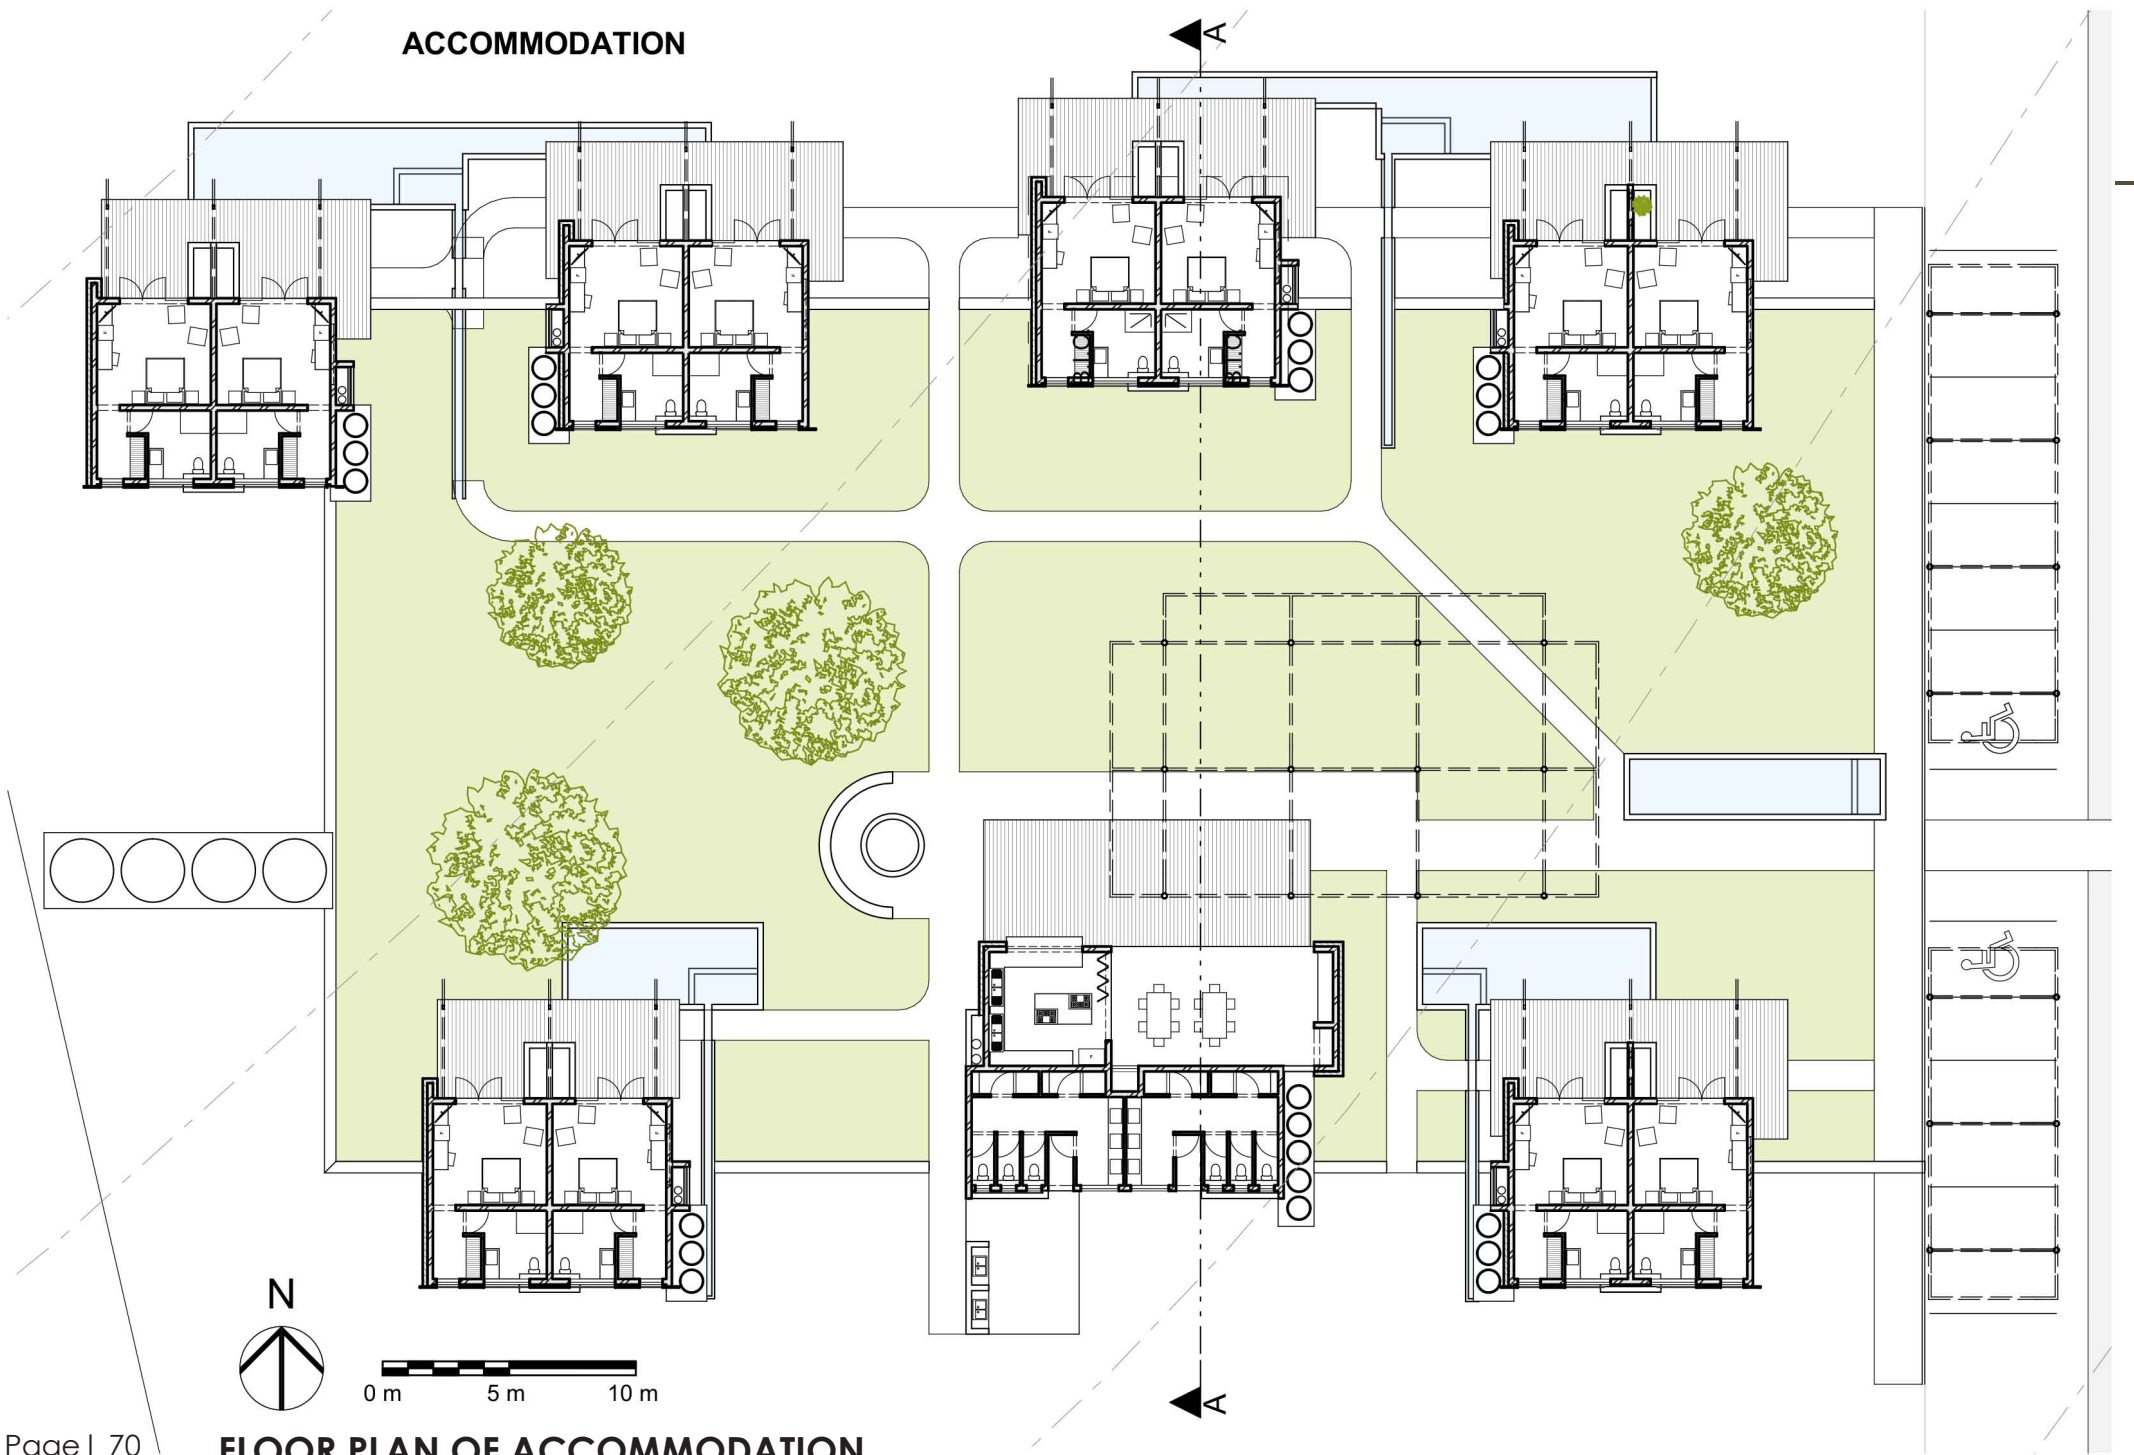 ACCOMMODATION
A
N
0 m 5 m 10 m
A
Page | 70
FLOOR PLAN OF ACCOMMODATION